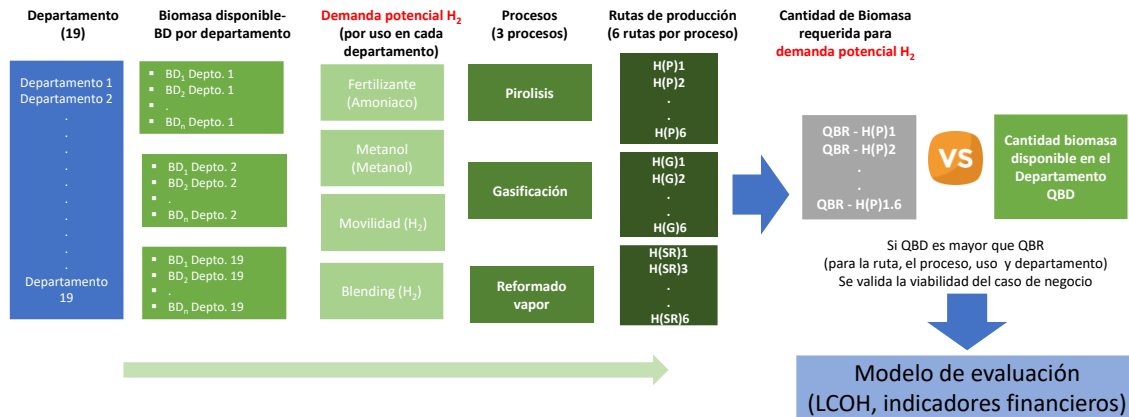 Departamento
(19)
Departamento 1
Departamento 2
.
.
.
.
.
.
.
.
.
.
Departamento
19
Biomasa disponible-
BD por departamento
▪ BD₁ Depto. 1
▪ BD₂ Depto. 1
▪ .
▪ BDₙ Depto. 1
▪ BD₁ Depto. 2
▪ BD₂ Depto. 2
▪ .
▪ BDₙ Depto. 2
▪ BD₁ Depto. 19
▪ BD₂ Depto. 19
▪ .
▪ BDₙ Depto. 19
Demanda potencial H₂
(por uso en cada
departamento)
Fertilizante
(Amoniaco)
Metanol
(Metanol)
Movilidad (H₂)
Blending (H₂)
Procesos
(3 procesos)
Pirolisis
Gasificación
Reformado
vapor
Rutas de producción
(6 rutas por proceso)
H(P)1
H(P)2
.
.
H(P)6
H(G)1
H(G)2
.
.
H(G)6
H(SR)1
H(SR)3
.
.
H(SR)6
Cantidad de Biomasa
requerida para
demanda potencial H₂
QBR - H(P)1
QBR - H(P)2
.
.
QBR - H(P)1.6
VS
Cantidad biomasa
disponible en el
Departamento
QBD
Si QBD es mayor que QBR
(para la ruta, el proceso, uso y departamento)
Se valida la viabilidad del caso de negocio
Modelo de evaluación
(LCOH, indicadores financieros)